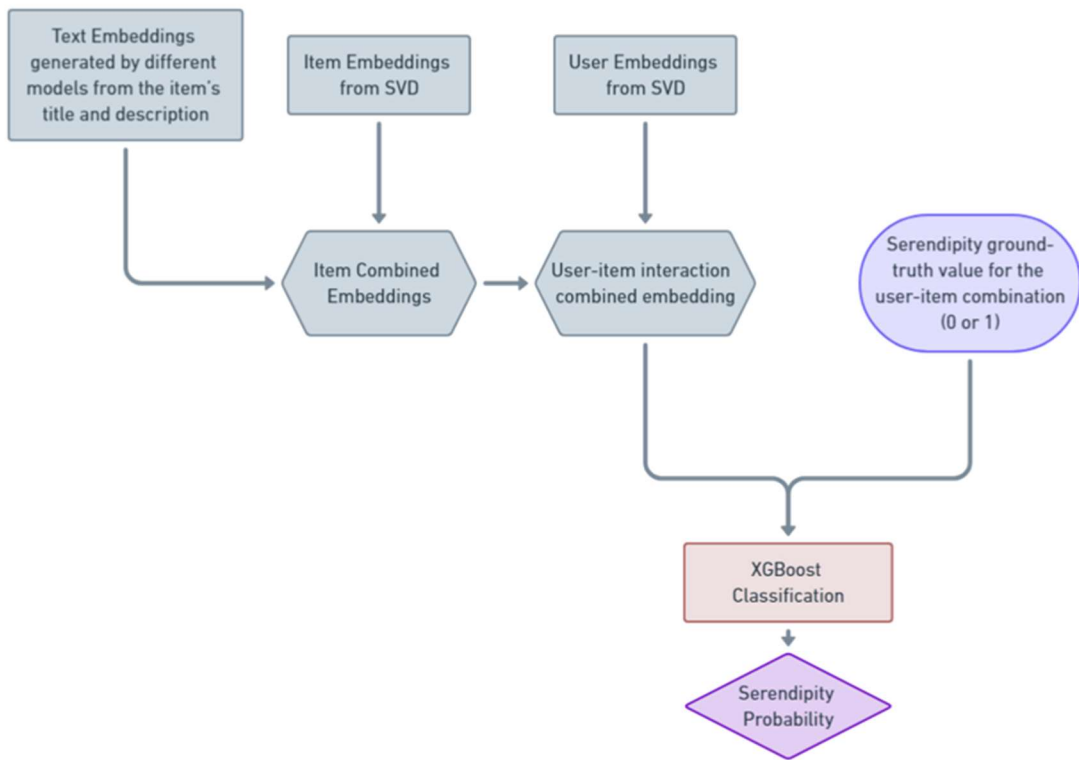 Text Embeddings
generated by different
models from the item's
title and description
Item Embeddings
from SVD
User Embeddings
from SVD
Item Combined
Embeddings
User-item interaction
combined embedding
Serendipity ground-
truth value for the
user-item combination
(0 or 1)
XGBoost
Classification
Serendipity
Probability